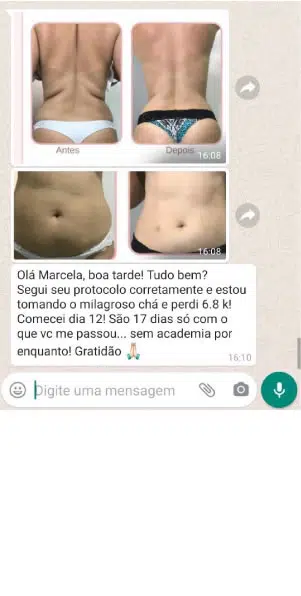 Antes
Depois
16:08
16:08
Olá Marcela, boa tarde! Tudo bem?
Segui seu protocolo corretamente e estou
tomando o milagroso chá e perdi 6.8 k!
Comecei dia 12! São 17 dias só com o
que vc me passou... sem academia por
enquanto! Gratidão 🙏🏻
16:10
Digite uma mensagem